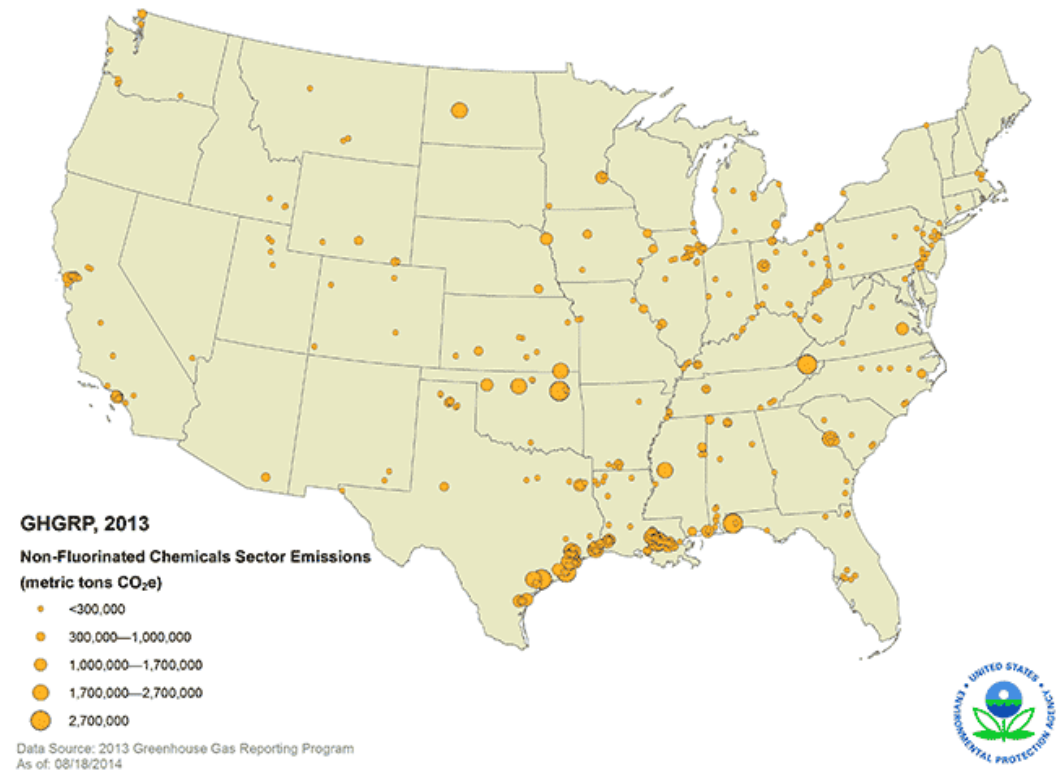 GHGRP, 2013
Non-Fluorinated Chemicals Sector Emissions
(metric tons CO₂e)
<300,000
300,000—1,000,000
1,000,000—1,700,000
1,700,000—2,700,000
2,700,000
Data Source: 2013 Greenhouse Gas Reporting Program
As of: 08/18/2014
UNITED STATES
ENVIRONMENTAL PROTECTION AGENCY